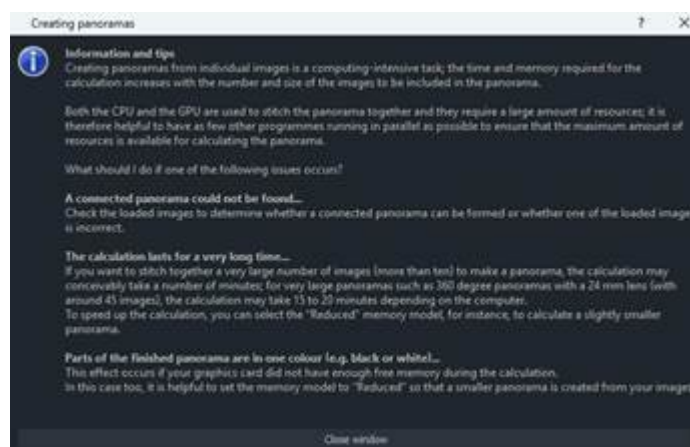 Creating panoramas ? ×
Information and tips
Creating panoramas from individual images is a computing-intensive task; the time and memory required for the
calculation increases with the number and size of the images to be included in the panorama.
Both the CPU and the GPU are used to stitch the panorama together and they require a large amount of resources; it is
therefore helpful to have as few other programmes running in parallel as possible to ensure that the maximum amount of
resources is available for calculating the panorama.
What should I do if one of the following issues occurs?
A connected panorama could not be found...
Check the loaded images to determine whether a connected panorama can be formed or whether one of the loaded image
is incorrect.
The calculation lasts for a very long time...
If you want to stitch together a very large number of images (more than ten) to make a panorama, the calculation may
conceivably take a number of minutes; for very large panoramas such as 360 degree panoramas with a 24 mm lens (with
around 45 images), the calculation may take 15 to 20 minutes depending on the computer.
To speed up the calculation, you can select the "Reduced" memory model, for instance, to calculate a slightly smaller
panorama.
Parts of the finished panorama are in one colour (e.g. black or white)...
This effect occurs if your graphics card did not have enough free memory during the calculation.
In this case too, it is helpful to set the memory model to "Reduced" so that a smaller panorama is created from your image
Close window